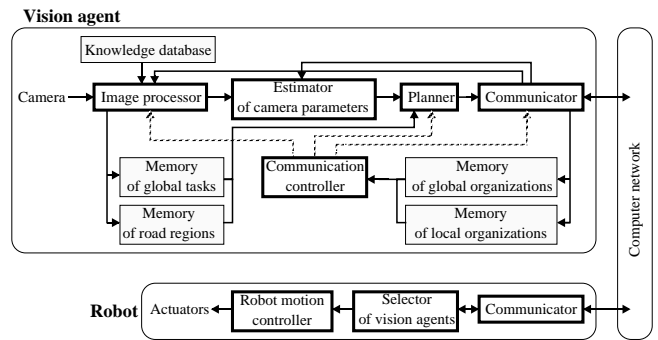 Vision agent
Knowledge database
Camera
Image processor
Estimator
of camera parameters
Planner
Communicator
Memory
of global tasks
Communication
controller
Memory
of global organizations
Memory
of road regions
Memory
of local organizations
Computer network
Robot
Actuators
Robot motion
controller
Selector
of vision agents
Communicator